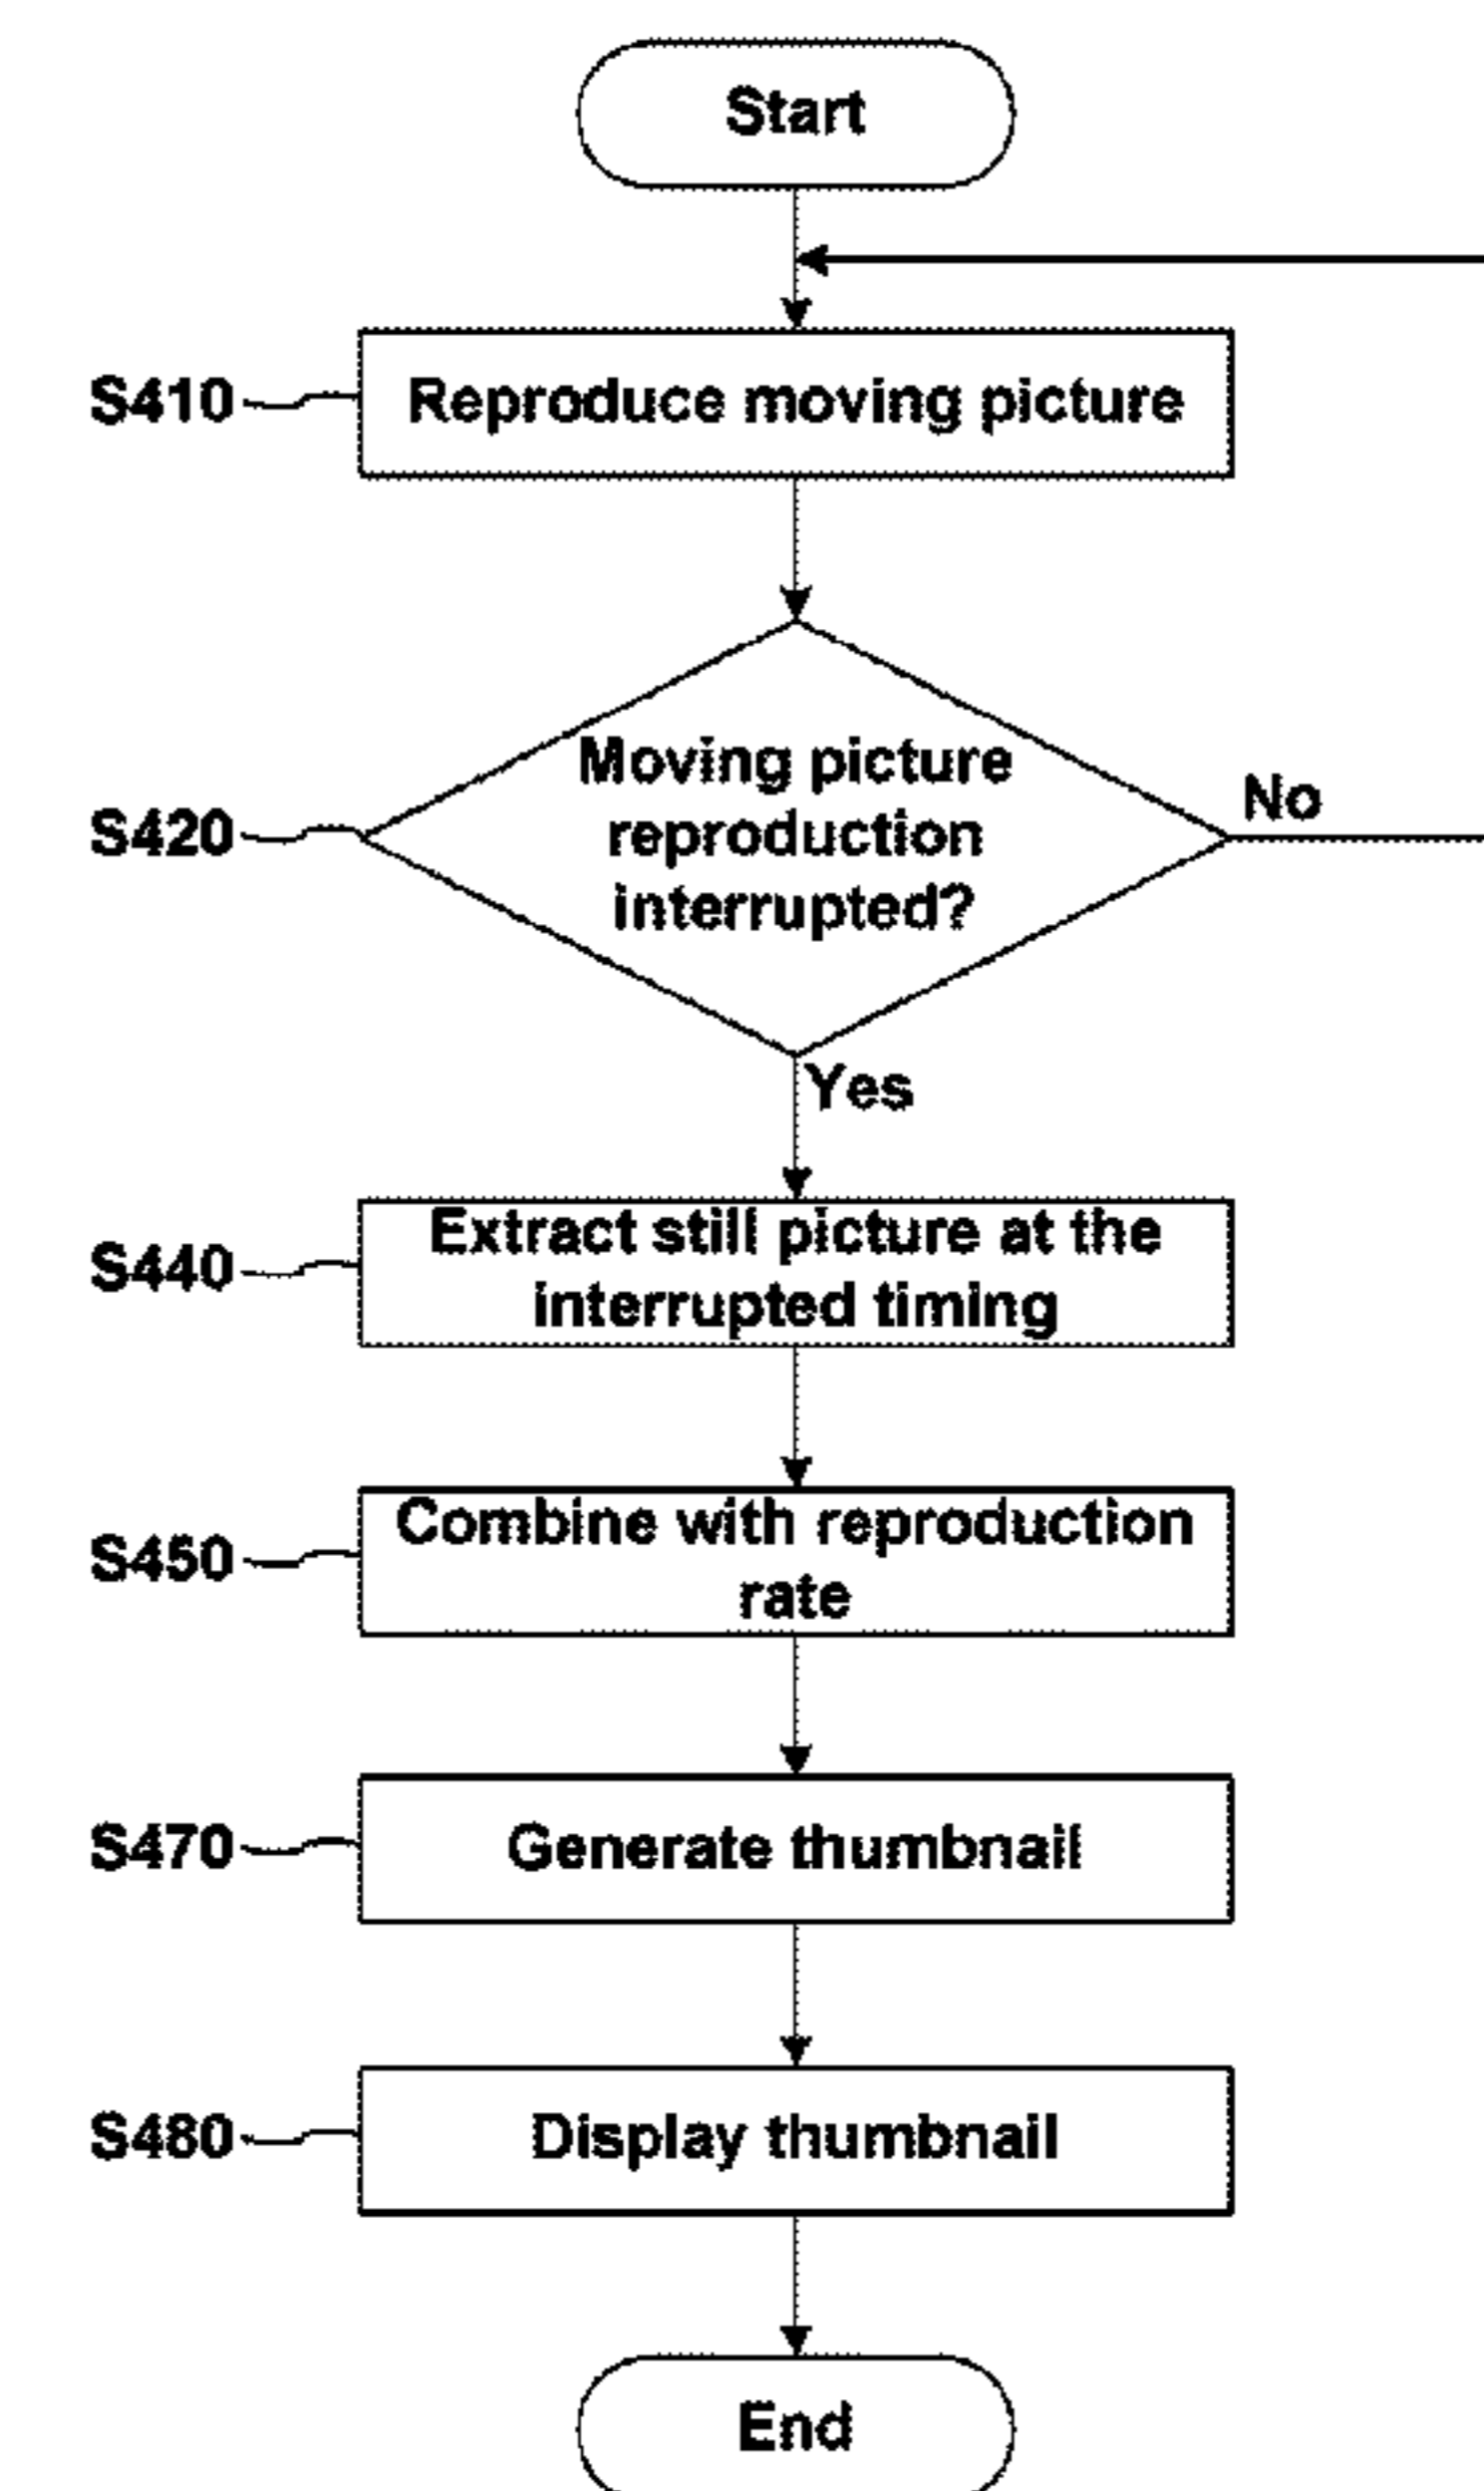 Start
S410
Reproduce moving picture
S420
Moving picture
reproduction
interrupted?
No
Yes
S440
Extract still picture at the
interrupted timing
S450
Combine with reproduction
rate
S470
Generate thumbnail
S480
Display thumbnail
End